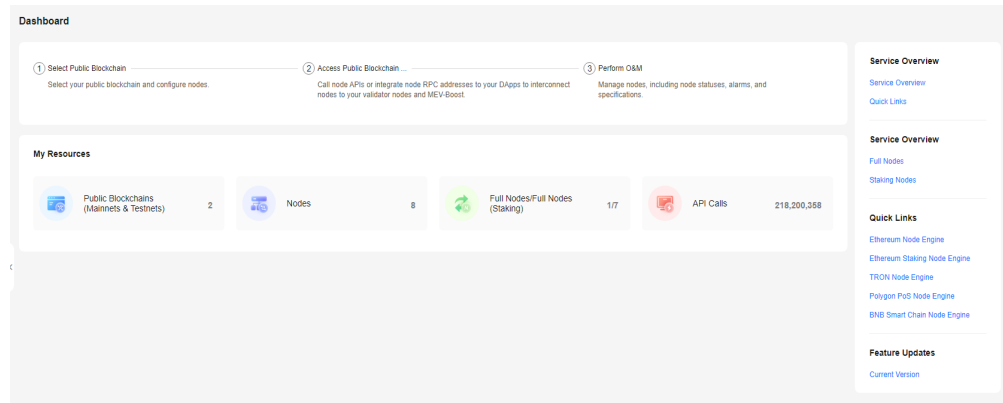 Dashboard
1 Select Public Blockchain
Select your public blockchain and configure nodes.
2 Access Public Blockchain ...
Call node APIs or integrate node RPC addresses to your DApps to interconnect
nodes to your validator nodes and MEV-Boost.
3 Perform O&M
Manage nodes, including node statuses, alarms, and
specifications.
My Resources
Public Blockchains
(Mainnets & Testnets)
2
Nodes
8
Full Nodes/Full Nodes
(Staking)
1/7
API Calls
218,200,358
Service Overview
Service Overview
Quick Links
Service Overview
Full Nodes
Staking Nodes
Quick Links
Ethereum Node Engine
Ethereum Staking Node Engine
TRON Node Engine
Polygon PoS Node Engine
BNB Smart Chain Node Engine
Feature Updates
Current Version